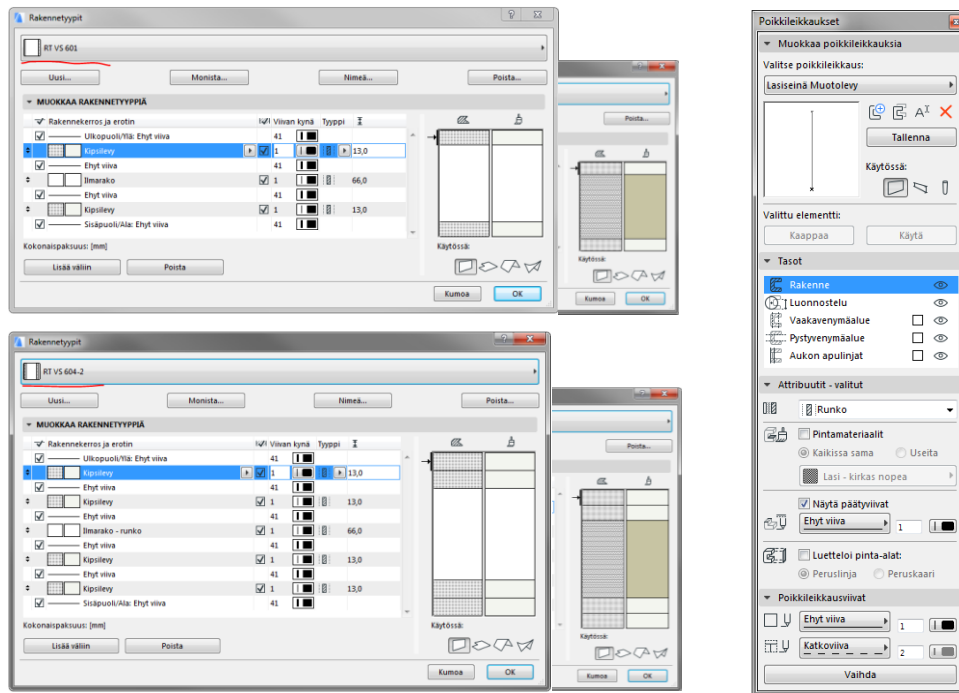 Rakennetyypit
RT VS 601
Uusi... Monista... Nimeä... Poista...
MUOKKAA RAKENNETYYPPIÄ
Rakennekerros ja erotin Viivan kynä Tyyppi
Ulkopuoli/Ylä: Ehyt viiva 41
Kipsilevy 1 13,0
Ehyt viiva 41
Ilmarako 1 66,0
Ehyt viiva 41
Kipsilevy 1 13,0
Sisäpuoli/Ala: Ehyt viiva 41
Kokonaispaksuus: [mm]
Käytössä:
Lisää väliin Poista
Kumoa OK
Poista...
Käytössä:
Kumoa OK
Rakennetyypit
RT VS 604-2
Uusi... Monista... Nimeä... Poista...
MUOKKAA RAKENNETYYPPIÄ
Rakennekerros ja erotin Viivan kynä Tyyppi
Ulkopuoli/Ylä: Ehyt viiva 41
Kipsilevy 1 13,0
Ehyt viiva 41
Kipsilevy 1 13,0
Ehyt viiva 41
Ilmarako - runko 1 66,0
Ehyt viiva 41
Kipsilevy 1 13,0
Ehyt viiva 41
Kipsilevy 1 13,0
Sisäpuoli/Ala: Ehyt viiva 41
Kokonaispaksuus: [mm]
Käytössä:
Lisää väliin Poista
Kumoa OK
Poista...
Käytössä:
Kumoa OK
Poikkileikkaukset
Muokkaa poikkileikkauksia
Valitse poikkileikkaus:
Lasiseinä Muotolevy
Tallenna
Käytössä:
Valittu elementti:
Kaappaa Käytä
Tasot
Rakenne
Luonnostelu
Vaakavenymäalue
Pystyvenymäalue
Aukon apulinjat
Attribuutit - valitut
Runko
Pintamateriaalit
Kaikissa sama Useita
Lasi - kirkas nopea
Näytä päätyviivat
Ehyt viiva 1
Luetteloi pinta-alat:
Peruslinja Peruskaari
Poikkileikkausviivat
Ehyt viiva 1
Katkoviiva 2
Vaihda